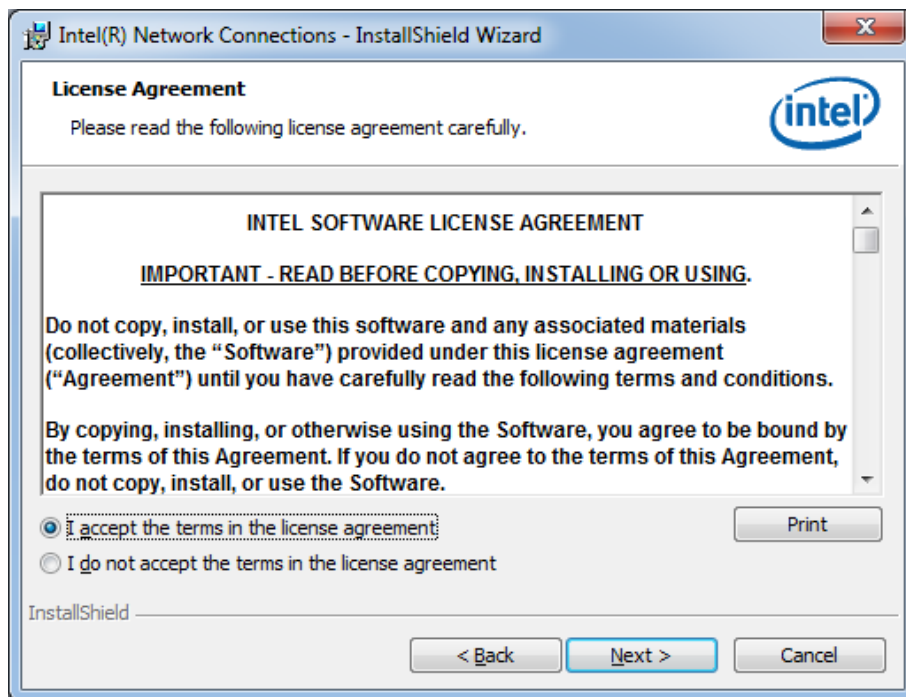 Intel(R) Network Connections - InstallShield Wizard
License Agreement
Please read the following license agreement carefully.
intel
INTEL SOFTWARE LICENSE AGREEMENT
IMPORTANT - READ BEFORE COPYING, INSTALLING OR USING.
Do not copy, install, or use this software and any associated materials
(collectively, the “Software”) provided under this license agreement
(“Agreement”) until you have carefully read the following terms and conditions.
By copying, installing, or otherwise using the Software, you agree to be bound by
the terms of this Agreement. If you do not agree to the terms of this Agreement,
do not copy, install, or use the Software.
I accept the terms in the license agreement
Print
I do not accept the terms in the license agreement
InstallShield
< Back
Next >
Cancel